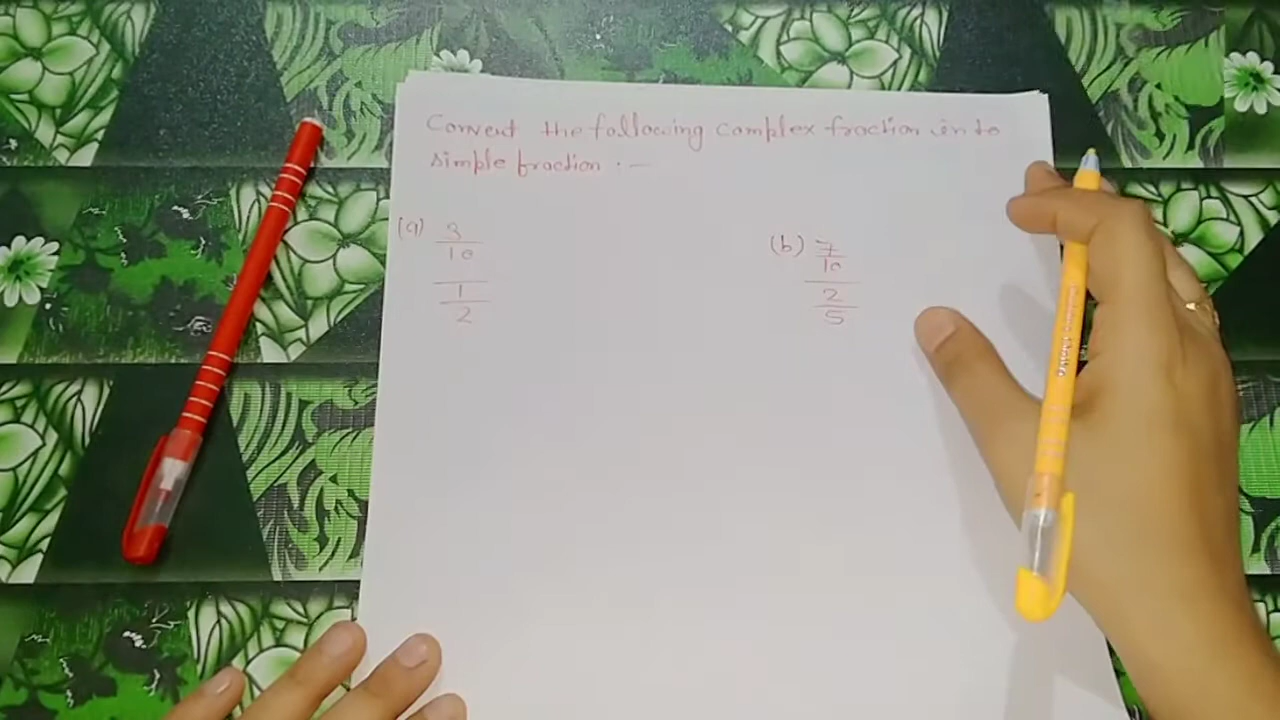 Convert the following complex fraction into
simple fraction :-
(a) 3
10
1
2
(b) 7
10
2
5